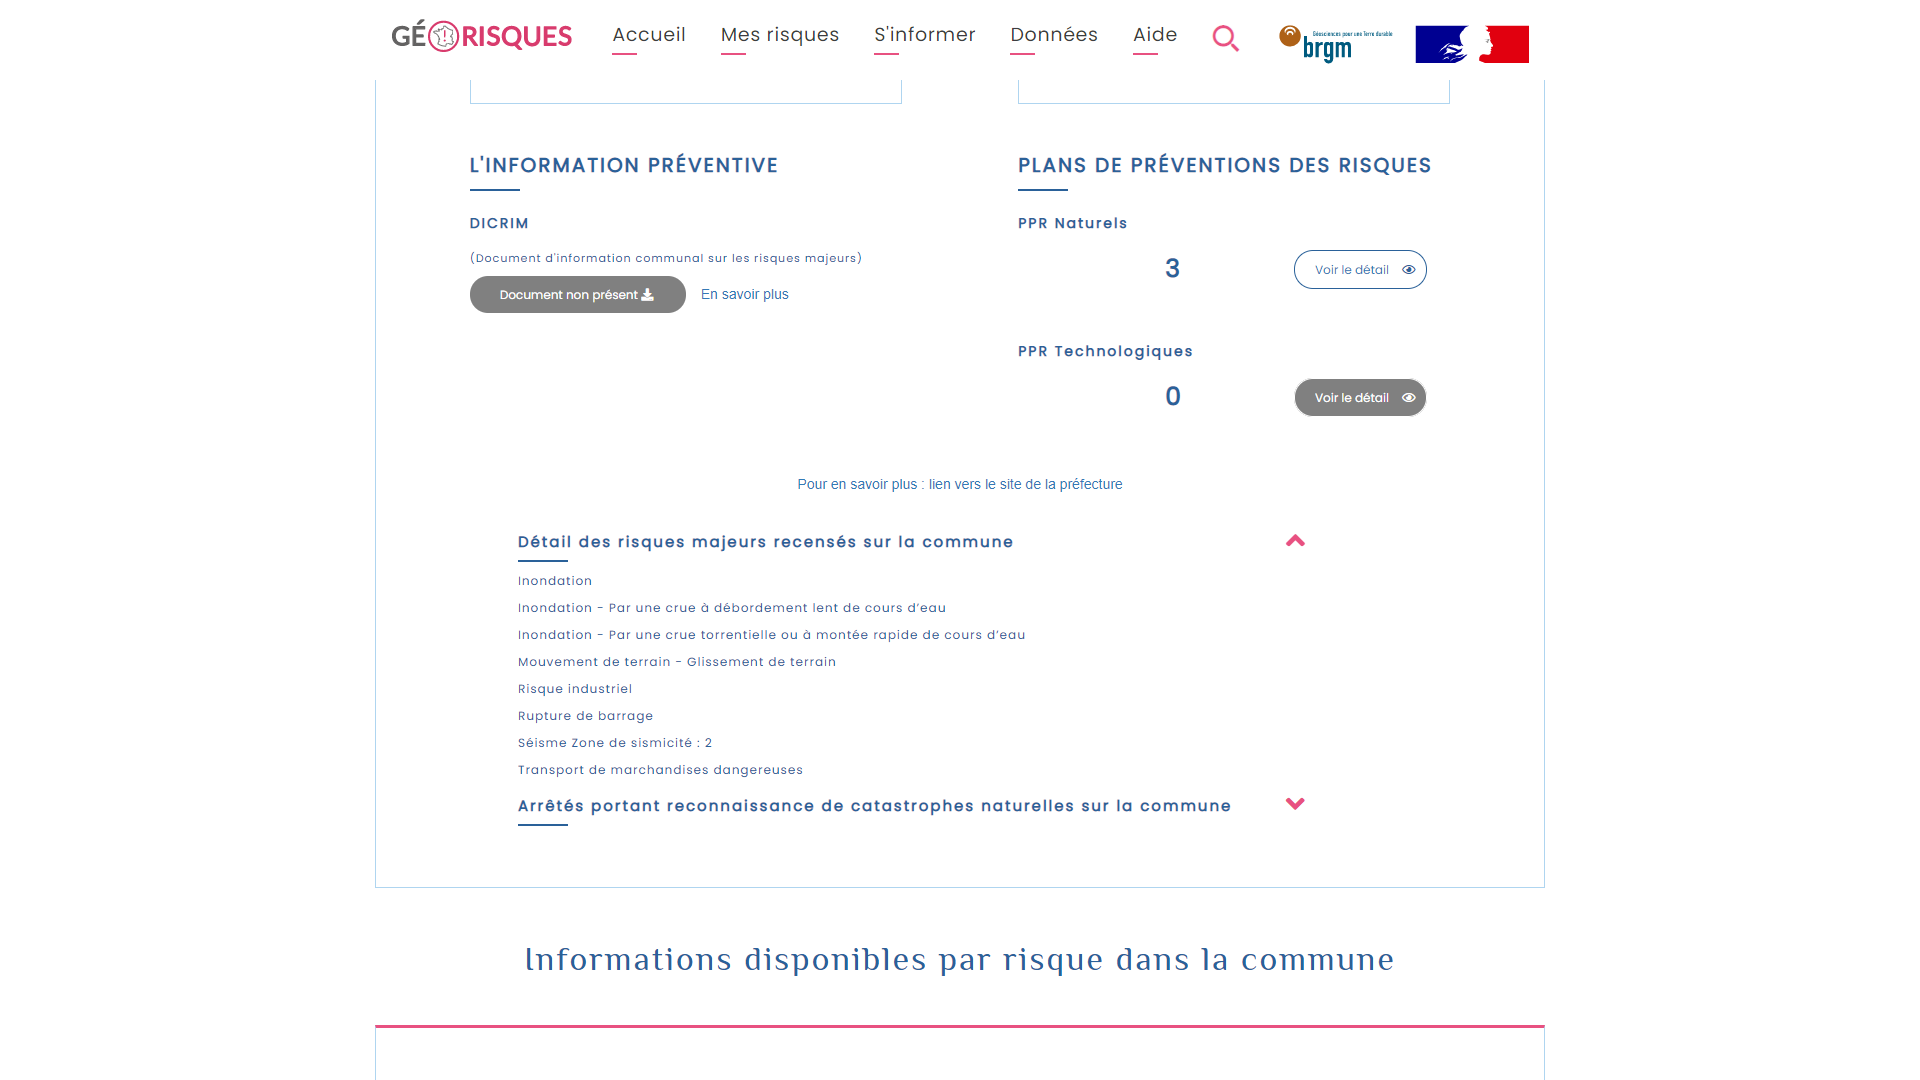 GÉORISQUES
Accueil
Mes risques
S'informer
Données
Aide
Géosciences pour une Terre durable
brgm
L'INFORMATION PRÉVENTIVE
DICRIM
(Document d'information communal sur les risques majeurs)
Document non présent
En savoir plus
PLANS DE PRÉVENTIONS DES RISQUES
PPR Naturels
3
Voir le détail
PPR Technologiques
0
Voir le détail
Pour en savoir plus : lien vers le site de la préfecture
Détail des risques majeurs recensés sur la commune
Inondation
Inondation - Par une crue à débordement lent de cours d'eau
Inondation - Par une crue torrentielle ou à montée rapide de cours d'eau
Mouvement de terrain - Glissement de terrain
Risque industriel
Rupture de barrage
Séisme Zone de sismicité : 2
Transport de marchandises dangereuses
Arrêtés portant reconnaissance de catastrophes naturelles sur la commune
Informations disponibles par risque dans la commune